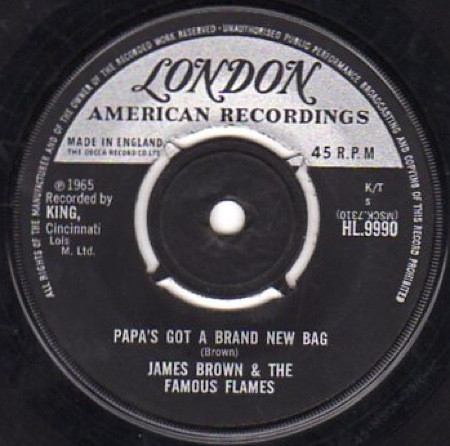 ALL RIGHTS OF THE MANUFACTURER AND OF THE OWNER OF THE RECORDED WORK RESERVED · UNAUTHORISED PUBLIC PERFORMANCE BROADCASTING AND COPYING OF THIS RECORD PROHIBITED
LONDON
AMERICAN RECORDINGS
MADE IN ENGLAND
THE DECCA RECORD CO. LTD.
45 R.P.M
℗1965
Recorded by
KING,
Cincinnati
Lois
M. Ltd.
K/T
S
(MSCK.7310)
HL.9990
PAPA'S GOT A BRAND NEW BAG
(Brown)
JAMES BROWN & THE
FAMOUS FLAMES